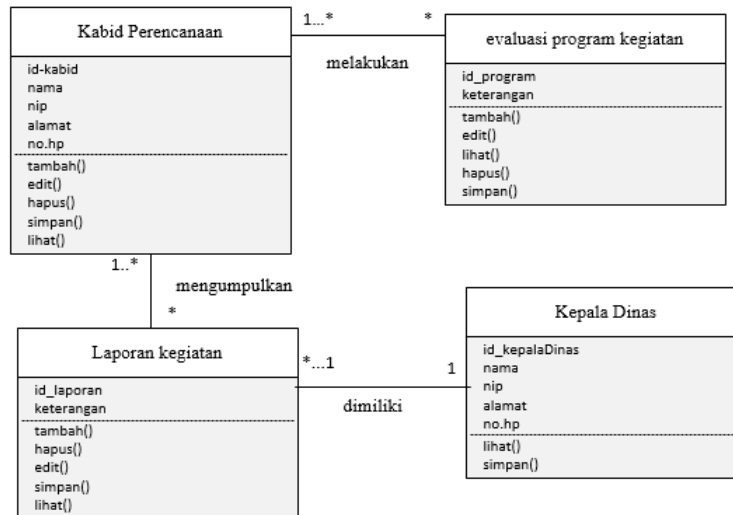 Kabid Perencanaan
id-kabid
nama
nip
alamat
no.hp
tambah()
edit()
hapus()
simpan()
lihat()
1...*
*
melakukan
evaluasi program kegiatan
id_program
keterangan
tambah()
edit()
lihat()
hapus()
simpan()
1..*
mengumpulkan
*
Laporan kegiatan
id_laporan
keterangan
tambah()
hapus()
edit()
simpan()
lihat()
*...1
1
dimiliki
Kepala Dinas
id_kepalaDinas
nama
nip
alamat
no.hp
lihat()
simpan()